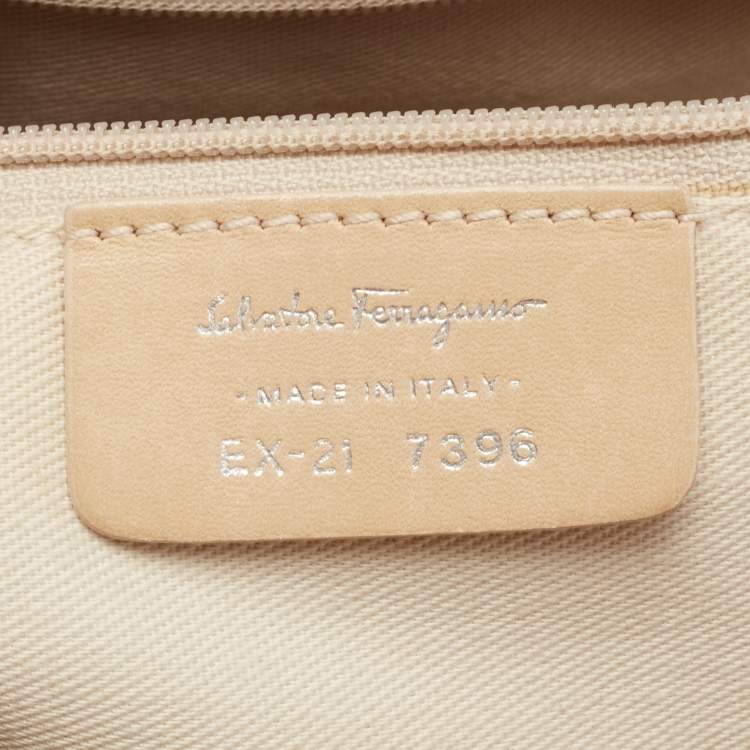 Salvatore Ferragamo
- MADE IN ITALY -
EX-21 7396